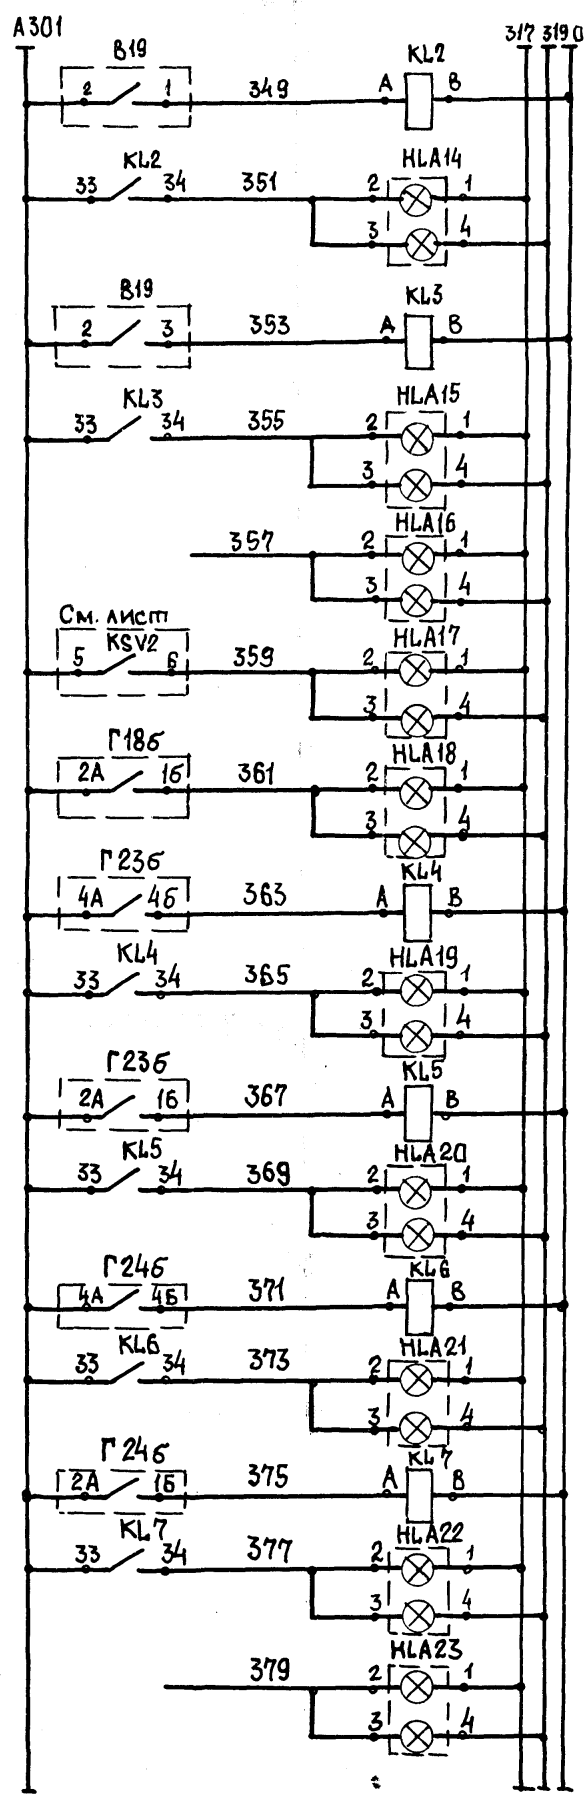 А301 317 319 0
В19 KL2
2 1 349 А В
KL2 HLA14
33 34 351 2 1
3 4
В19 KL3
2 3 353 А В
KL3 HLA15
33 34 355 2 1
3 4
HLA16
357 2 1
3 4
См. лист
KSV2 HLA17
5 6 359 2 1
3 4
Г18б HLA18
2А 1б 361 2 1
3 4
Г23б KL4
4А 4б 363 А В
KL4 HLA19
33 34 365 2 1
3 4
Г23б KL5
2А 1б 367 А В
KL5 HLA20
33 34 369 2 1
3 4
Г24б KL6
4А 4Б 371 А В
KL6 HLA21
33 34 373 2 1
3 4
Г24б KL7
2А 1Б 375 А В
KL7 HLA22
33 34 377 2 1
3 4
HLA23
379 2 1
3 4